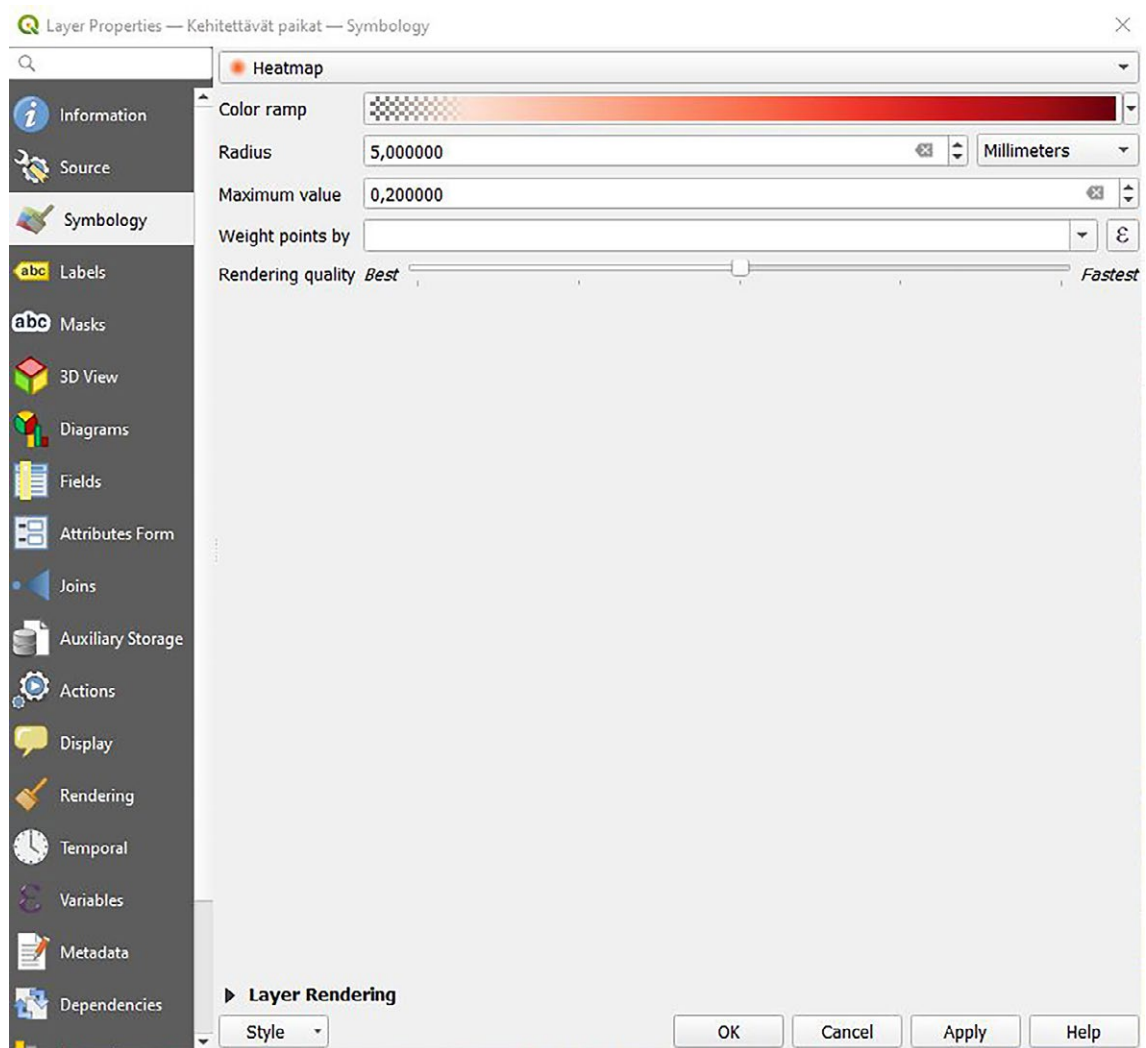 Layer Properties — Kehitettävät paikat — Symbology
Heatmap
Information
Source
Symbology
Labels
Masks
3D View
Diagrams
Fields
Attributes Form
Joins
Auxiliary Storage
Actions
Display
Rendering
Temporal
Variables
Metadata
Dependencies
Color ramp
Radius 5,000000 Millimeters
Maximum value 0,200000
Weight points by ε
Rendering quality Best Fastest
Layer Rendering
Style OK Cancel Apply Help